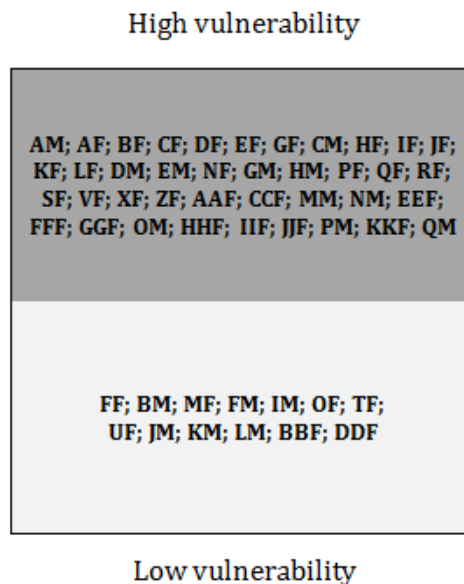 High vulnerability
AM; AF; BF; CF; DF; EF; GF; CM; HF; IF; JF;
KF; LF; DM; EM; NF; GM; HM; PF; QF; RF;
SF; VF; XF; ZF; AAF; CCF; MM; NM; EEF;
FFF; GGF; OM; HHF; IIF; JJF; PM; KKF; QM
FF; BM; MF; FM; IM; OF; TF;
UF; JM; KM; LM; BBF; DDF
Low vulnerability